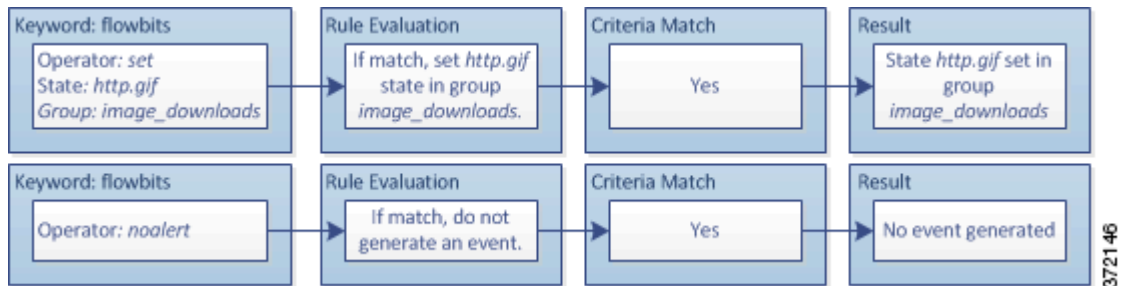 Keyword: flowbits
Operator: set
State: http.gif
Group: image_downloads
Rule Evaluation
If match, set http.gif
state in group
image_downloads.
Criteria Match
Yes
Result
State http.gif set in
group
image_downloads
Keyword: flowbits
Operator: noalert
Rule Evaluation
If match, do not
generate an event.
Criteria Match
Yes
Result
No event generated
372146